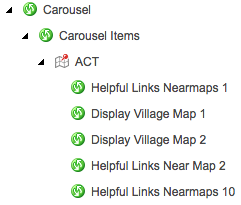 Carousel
Carousel Items
ACT
Helpful Links Nearmaps 1
Display Village Map 1
Display Village Map 2
Helpful Links Near Map 2
Helpful Links Nearmaps 10